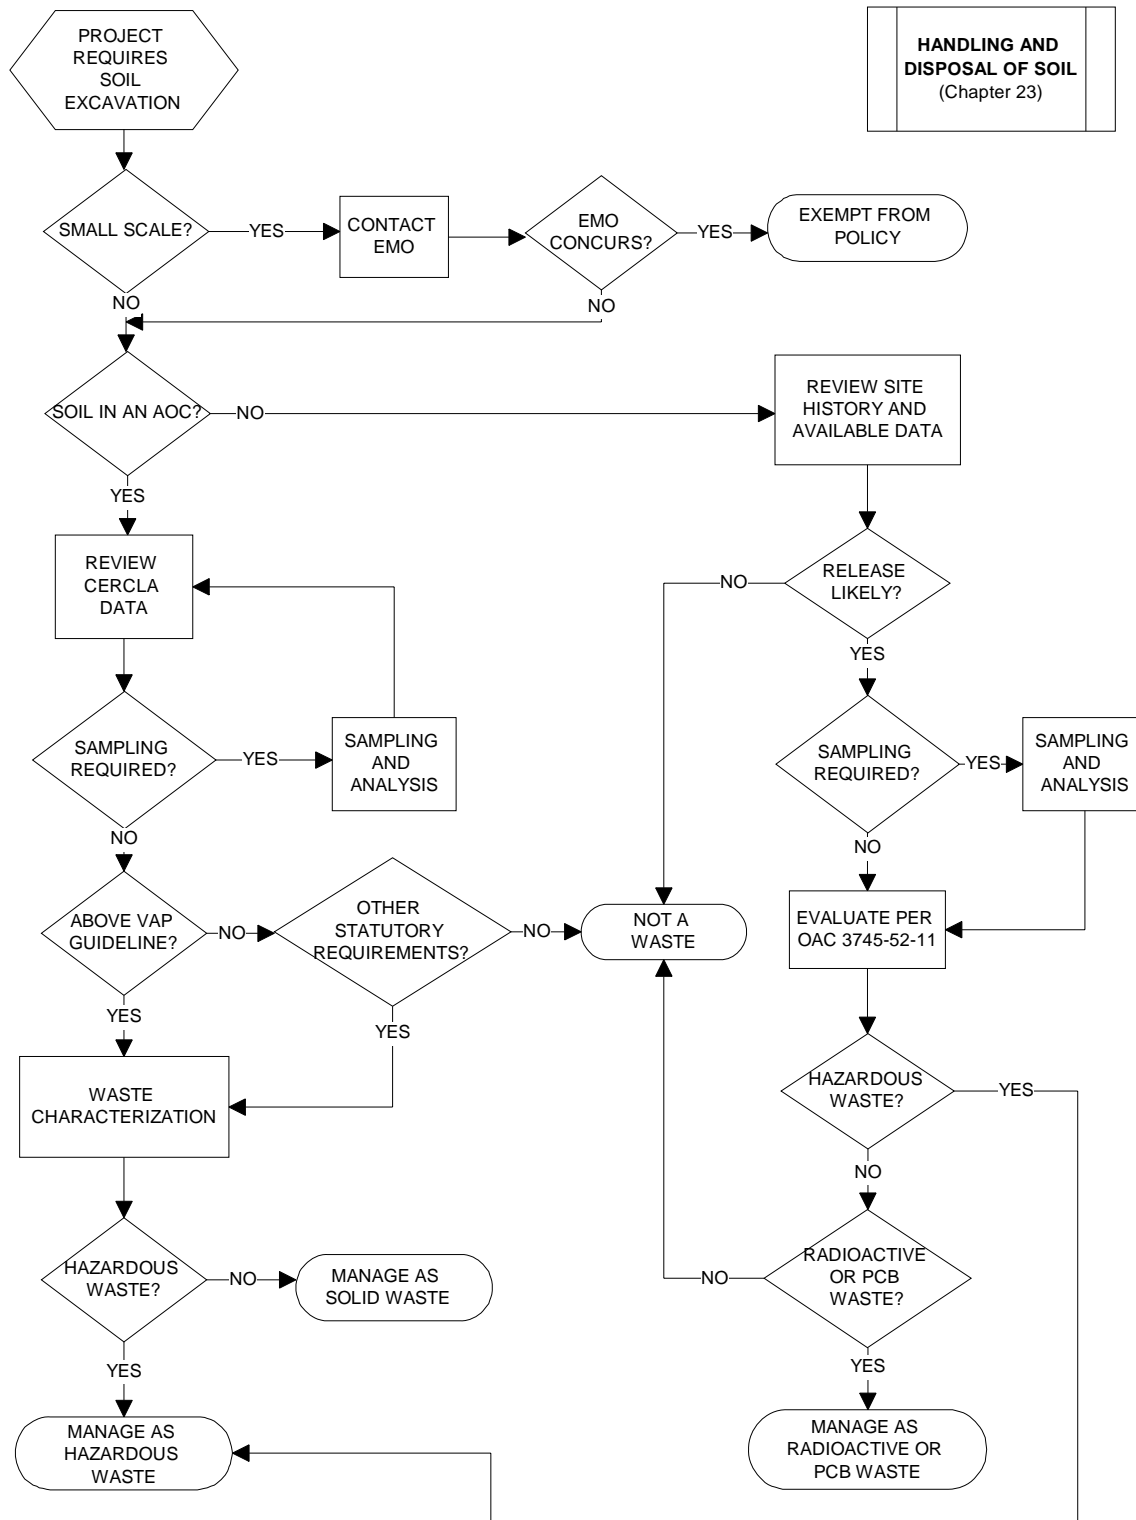 PROJECT
REQUIRES
SOIL
EXCAVATION
HANDLING AND
DISPOSAL OF SOIL
(Chapter 23)
SMALL SCALE?
YES
CONTACT
EMO
EMO
CONCURS?
YES
EXEMPT FROM
POLICY
NO
NO
SOIL IN AN AOC?
NO
REVIEW SITE
HISTORY AND
AVAILABLE DATA
YES
REVIEW
CERCLA
DATA
NO
RELEASE
LIKELY?
YES
SAMPLING
REQUIRED?
YES
SAMPLING
AND
ANALYSIS
SAMPLING
REQUIRED?
YES
SAMPLING
AND
ANALYSIS
NO
NO
ABOVE VAP
GUIDELINE?
NO
OTHER
STATUTORY
REQUIREMENTS?
NO
NOT A
WASTE
EVALUATE PER
OAC 3745-52-11
YES
YES
WASTE
CHARACTERIZATION
HAZARDOUS
WASTE?
YES
NO
HAZARDOUS
WASTE?
NO
MANAGE AS
SOLID WASTE
NO
RADIOACTIVE
OR PCB
WASTE?
YES
YES
MANAGE AS
HAZARDOUS
WASTE
MANAGE AS
RADIOACTIVE OR
PCB WASTE